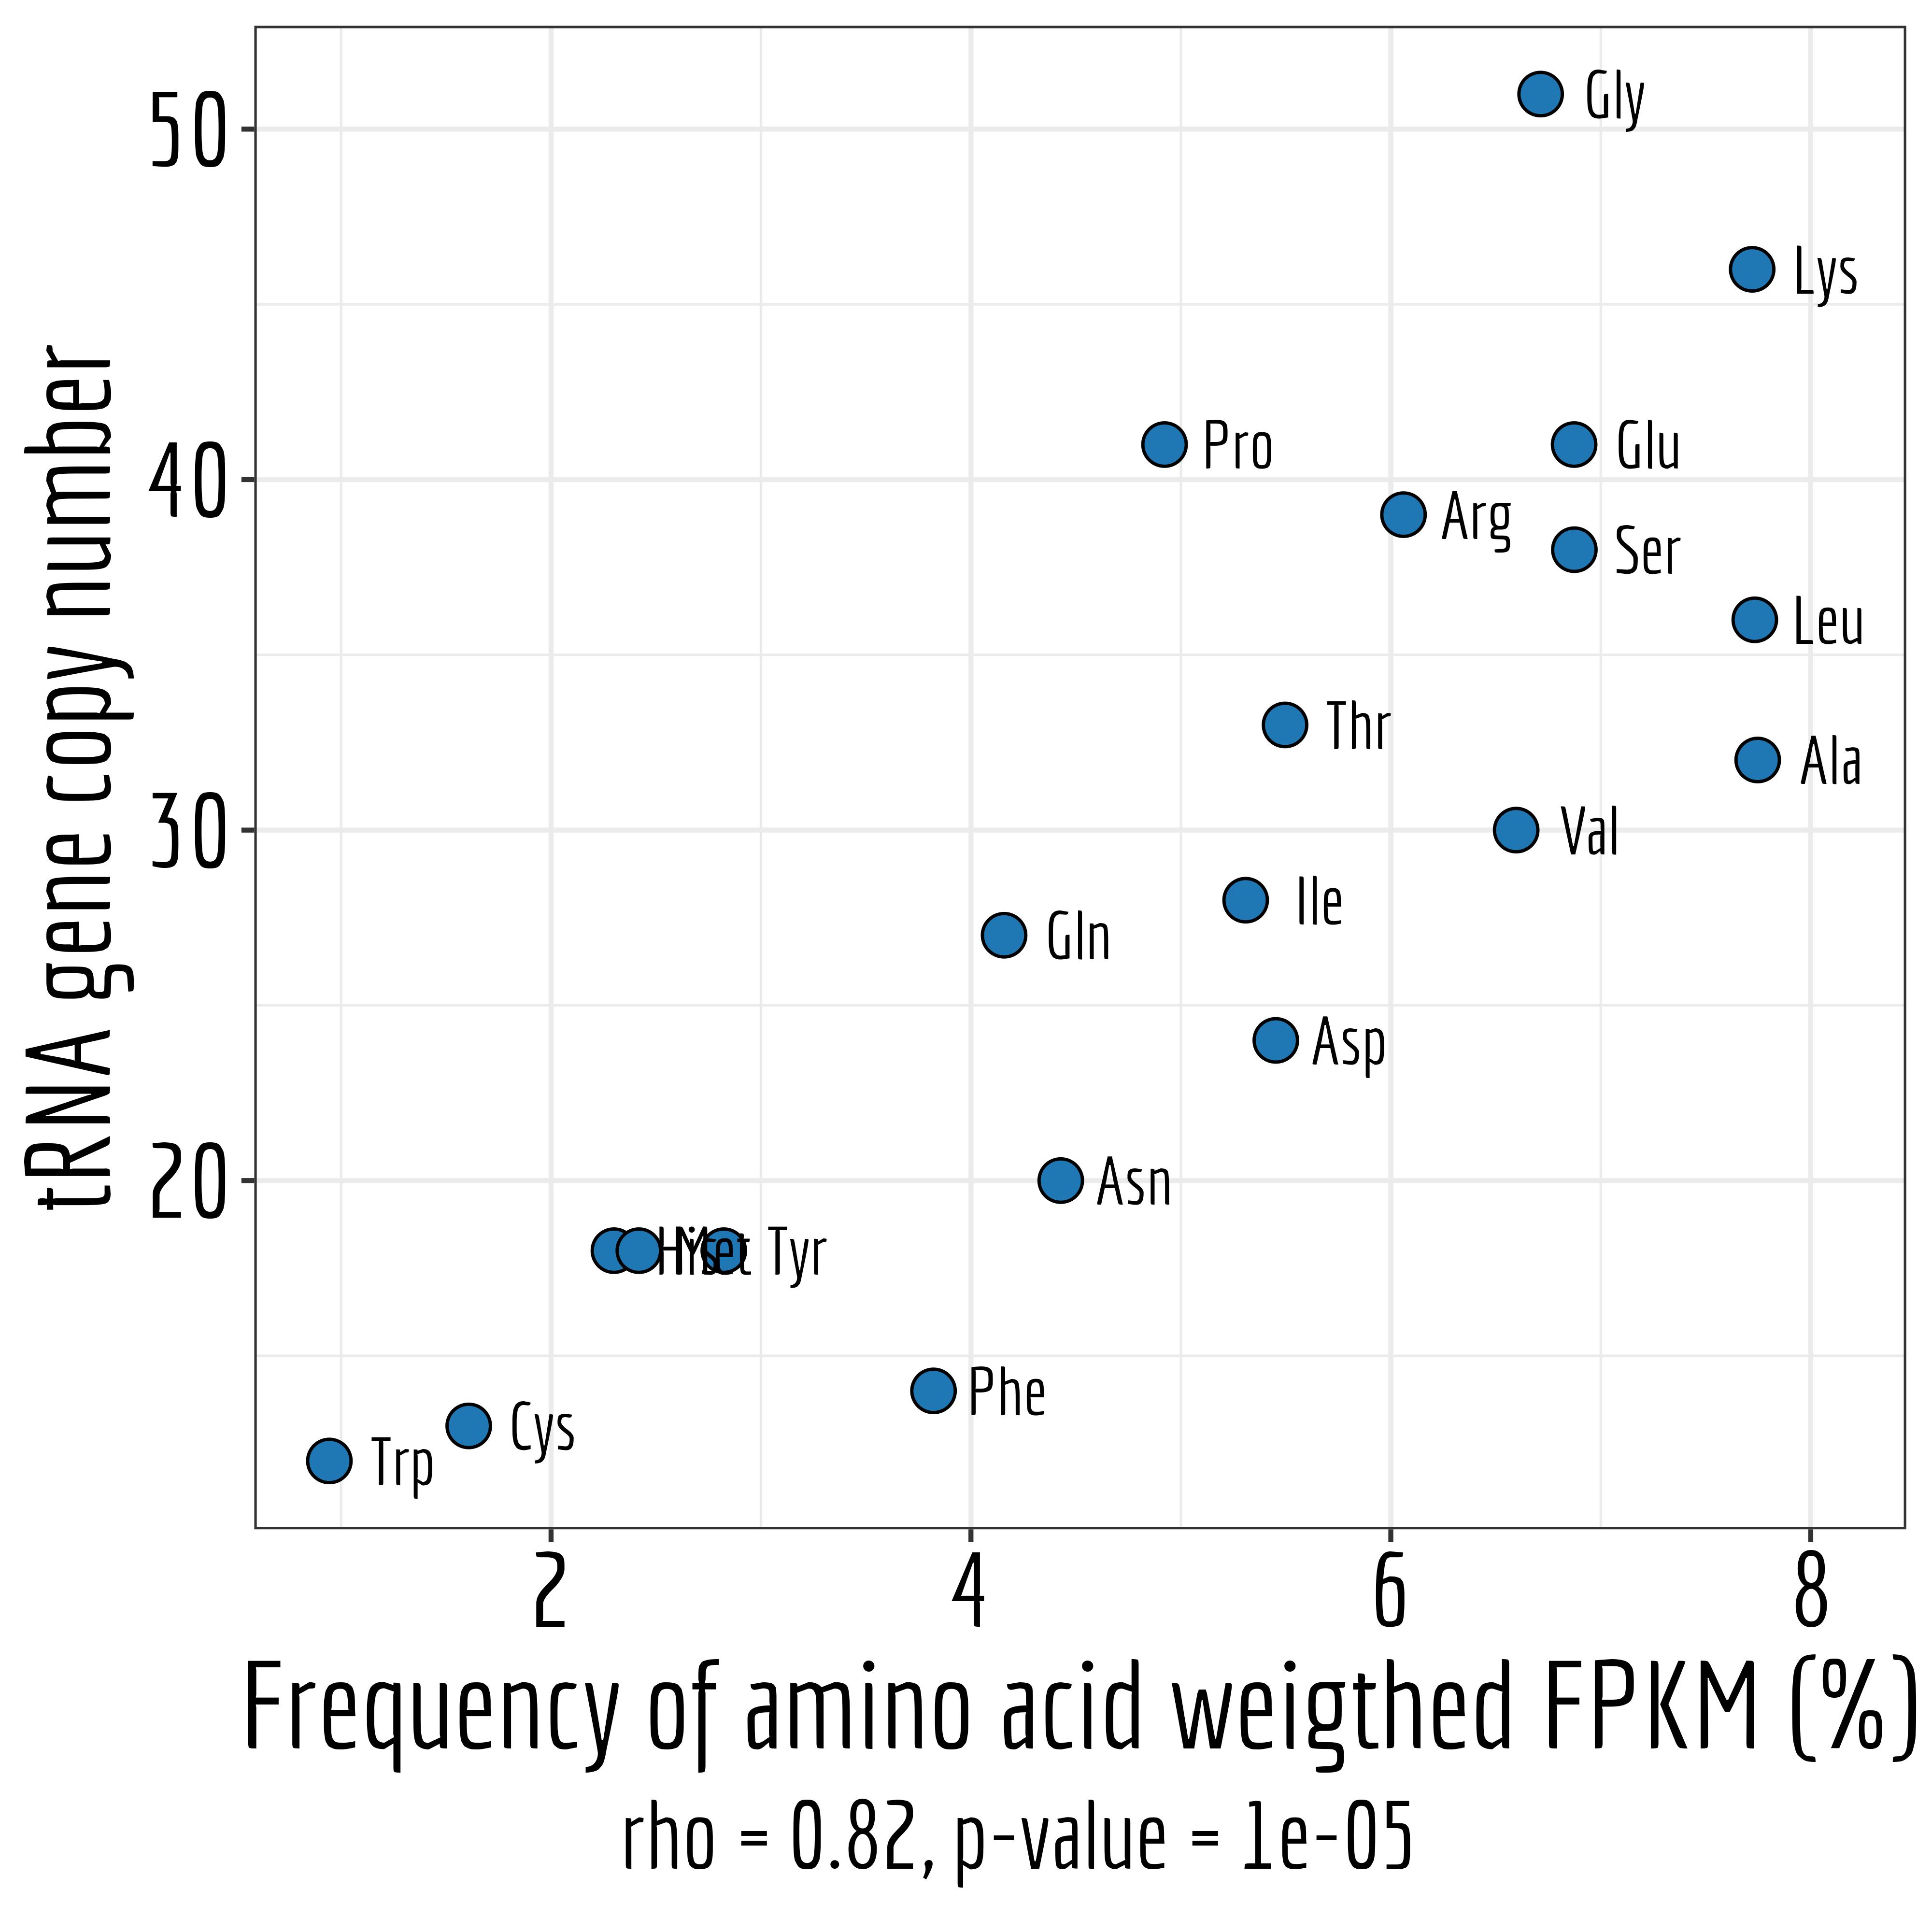 50
40
30
20
tRNA gene copy number
Gly
Lys
Pro
Glu
Arg
Ser
Leu
Thr
Ala
Val
Ile
Gln
Asp
Asn
His
Met
Tyr
Phe
Cys
Trp
2 4 6 8
Frequency of amino acid weigthed FPKM (%)
rho = 0.82, p-value = 1e-05